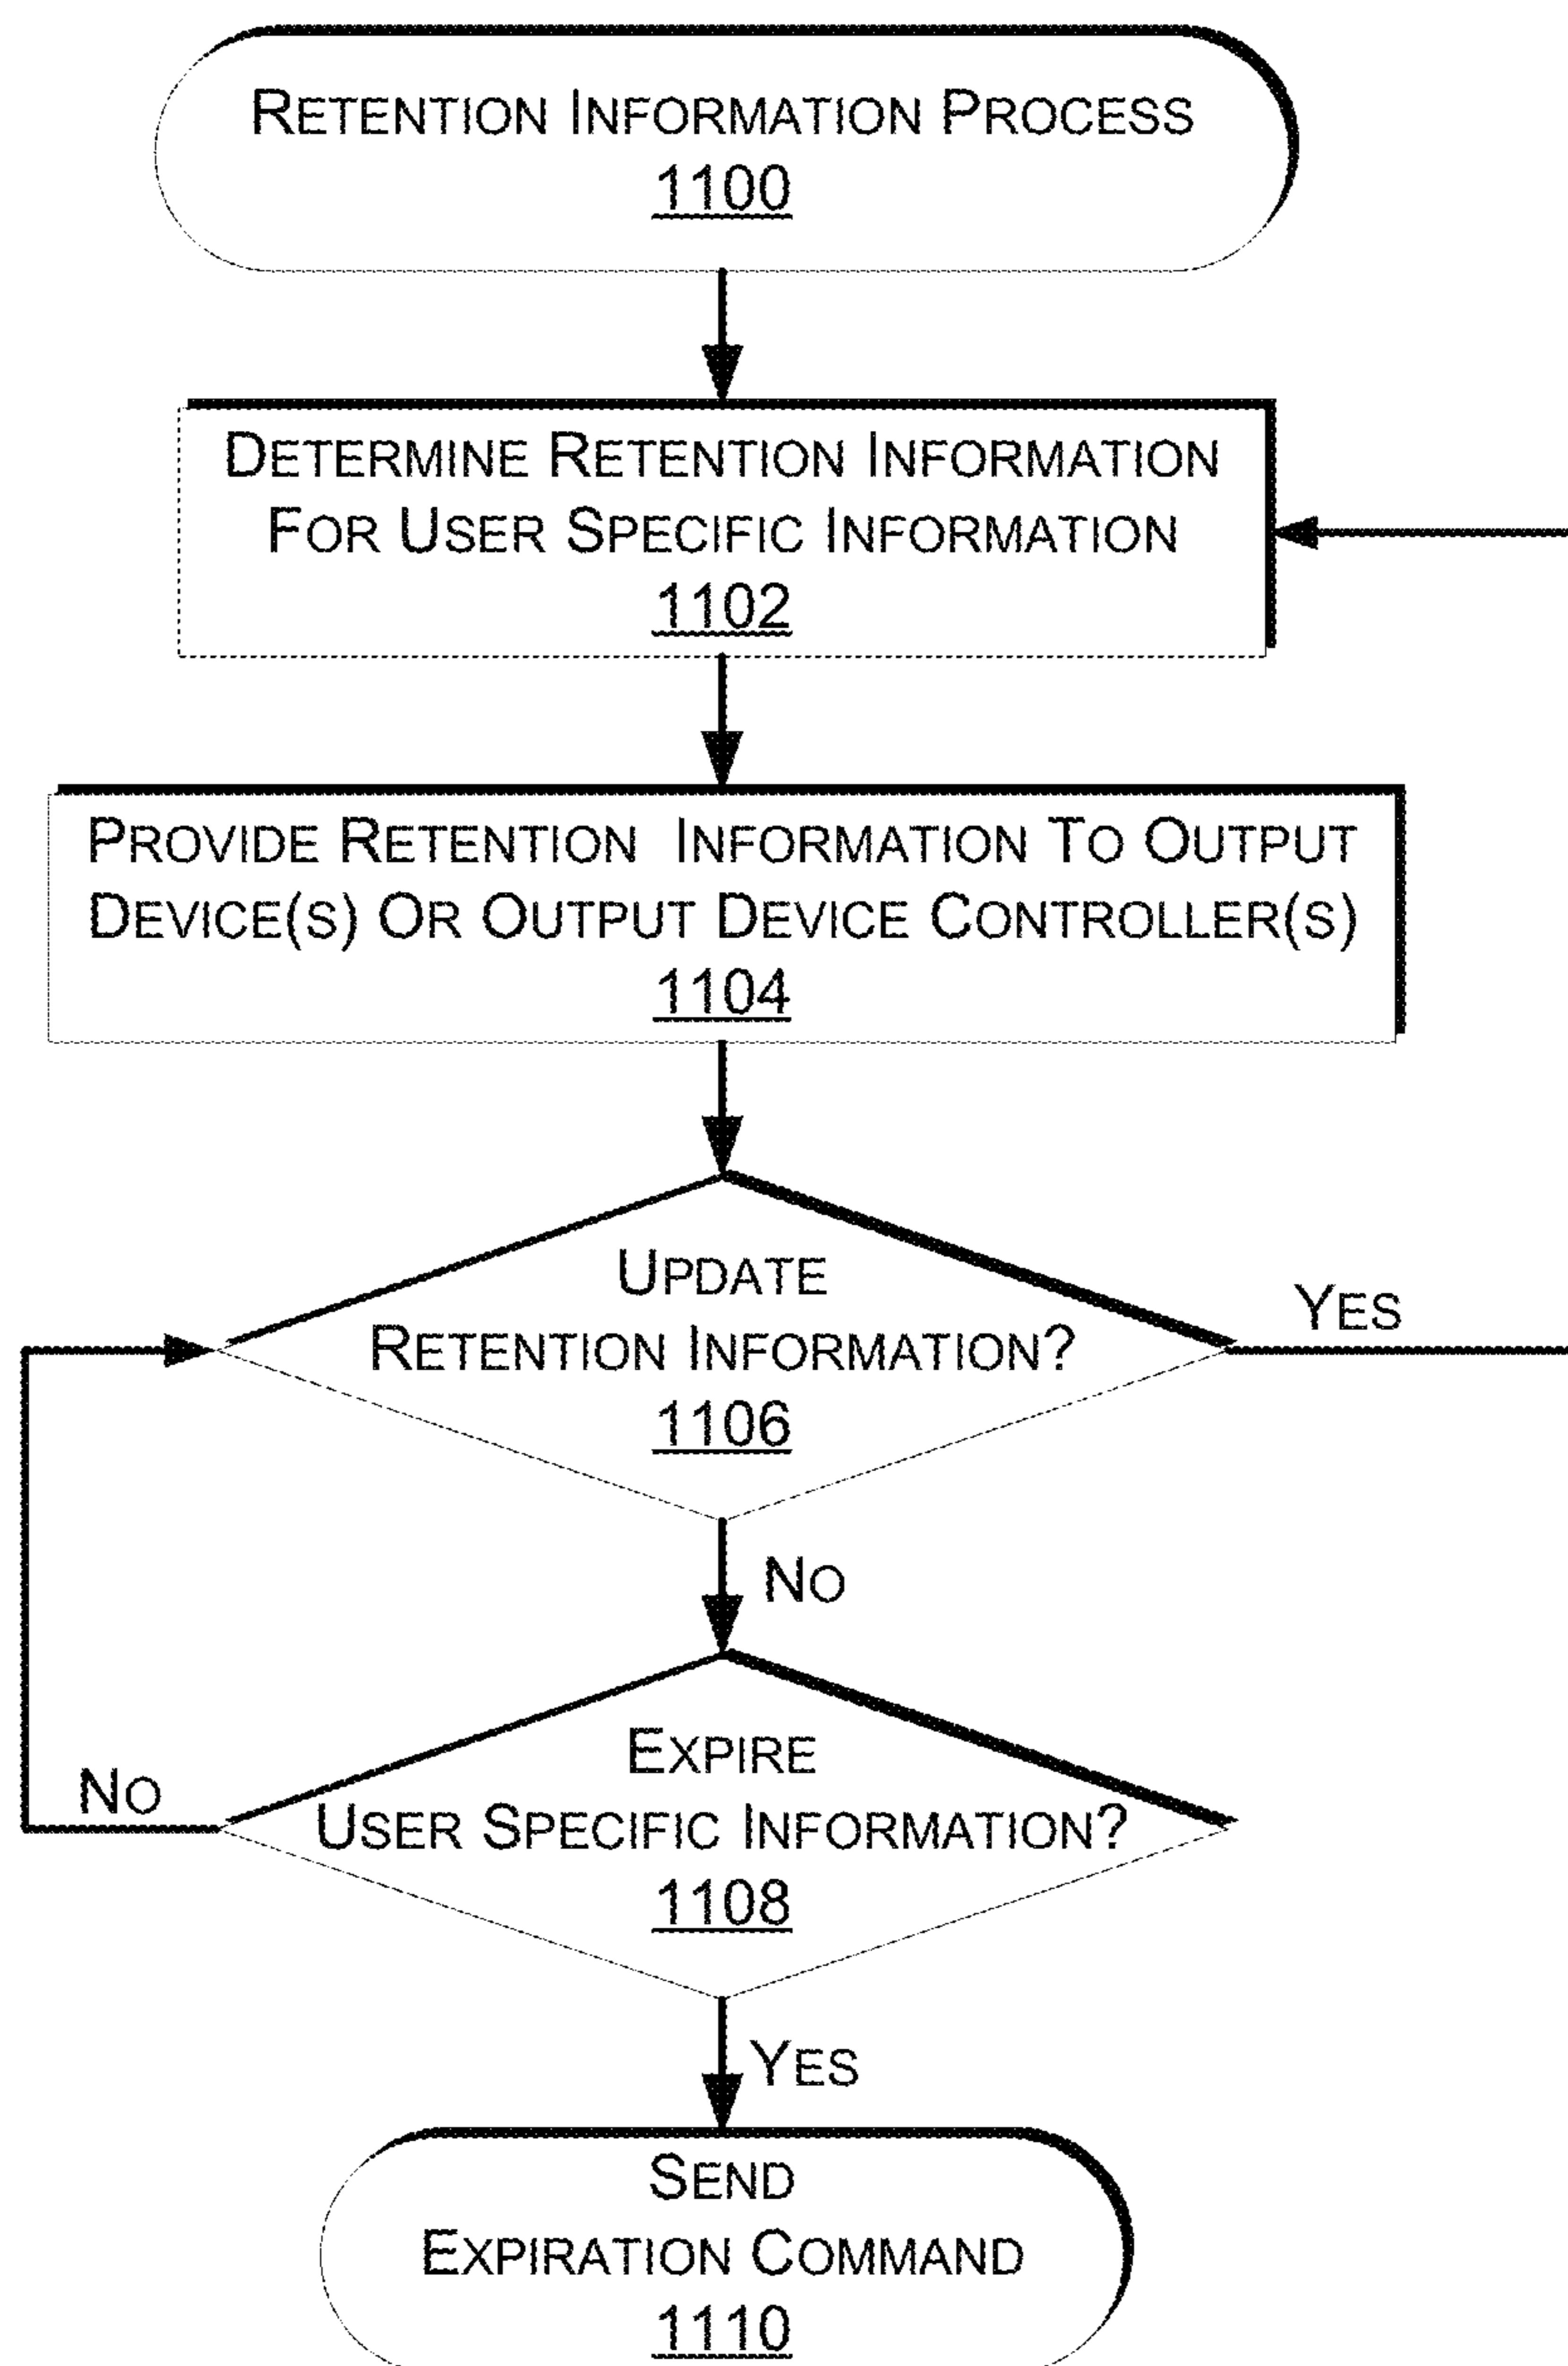 RETENTION INFORMATION PROCESS
1100
DETERMINE RETENTION INFORMATION
FOR USER SPECIFIC INFORMATION
1102
PROVIDE RETENTION INFORMATION TO OUTPUT
DEVICE(S) OR OUTPUT DEVICE CONTROLLER(S)
1104
UPDATE
RETENTION INFORMATION?
1106
YES
NO
EXPIRE
USER SPECIFIC INFORMATION?
1108
NO
YES
SEND
EXPIRATION COMMAND
1110